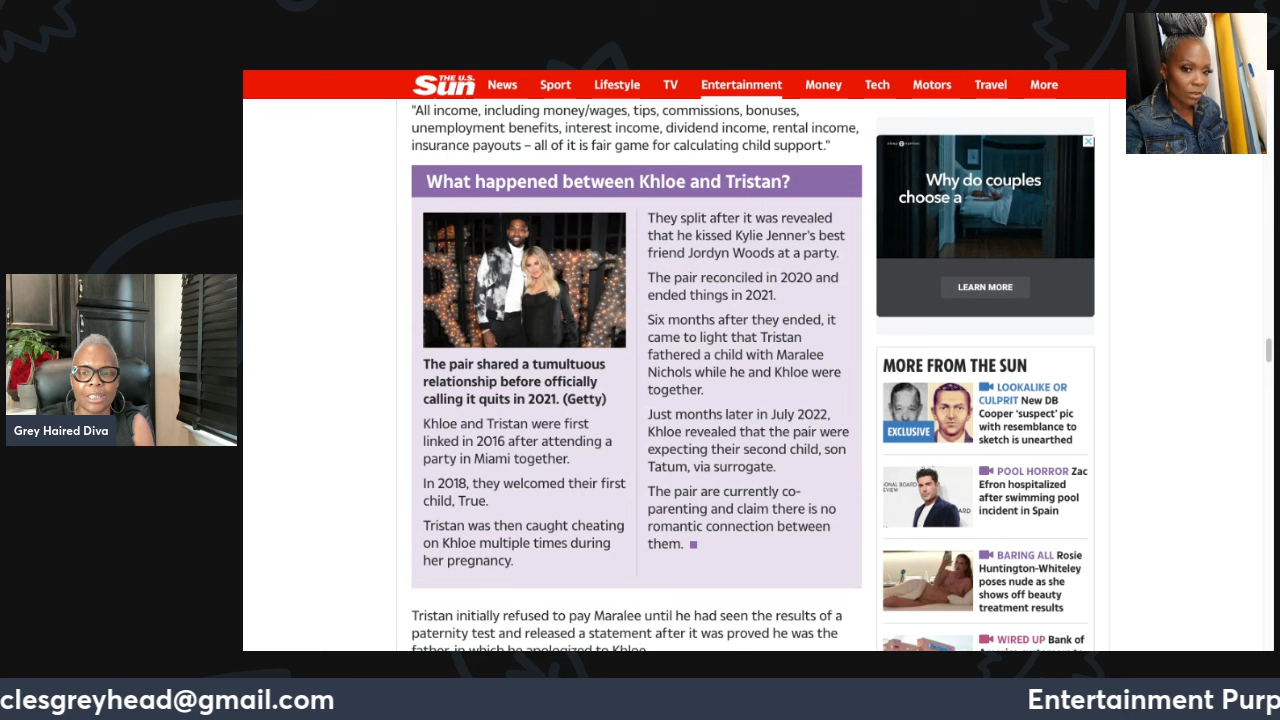 THE U.S. Sun
News Sport Lifestyle TV Entertainment Money Tech Motors Travel More
"All income, including money/wages, tips, commissions, bonuses,
unemployment benefits, interest income, dividend income, rental income,
insurance payouts – all of it is fair game for calculating child support."
What happened between Khloe and Tristan?
The pair shared a tumultuous
relationship before officially
calling it quits in 2021. (Getty)
Khloe and Tristan were first
linked in 2016 after attending a
party in Miami together.
In 2018, they welcomed their first
child, True.
Tristan was then caught cheating
on Khloe multiple times during
her pregnancy.
They split after it was revealed
that he kissed Kylie Jenner's best
friend Jordyn Woods at a party.
The pair reconciled in 2020 and
ended things in 2021.
Six months after they ended, it
came to light that Tristan
fathered a child with Maralee
Nichols while he and Khloe were
together.
Just months later in July 2022,
Khloe revealed that the pair were
expecting their second child, son
Tatum, via surrogate.
The pair are currently co-
parenting and claim there is no
romantic connection between
them.
Tristan initially refused to pay Maralee until he had seen the results of a
paternity test and released a statement after it was proved he was the
father, in which he apologized to Khloe.
Why do couples
choose a
LEARN MORE
MORE FROM THE SUN
EXCLUSIVE
LOOKALIKE OR
CULPRIT New DB
Cooper ‘suspect’ pic
with resemblance to
sketch is unearthed
POOL HORROR Zac
Efron hospitalized
after swimming pool
incident in Spain
BARING ALL Rosie
Huntington-Whiteley
poses nude as she
shows off beauty
treatment results
WIRED UP Bank of
Grey Haired Diva
clesgreyhead@gmail.com
Entertainment Purp